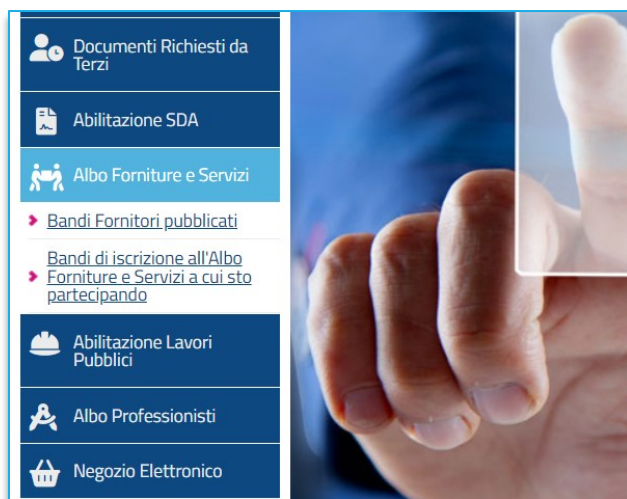 Documenti Richiesti da
Terzi
Abilitazione SDA
Albo Forniture e Servizi
Bandi Fornitori pubblicati
Bandi di iscrizione all'Albo
Forniture e Servizi a cui sto
partecipando
Abilitazione Lavori
Pubblici
Albo Professionisti
Negozio Elettronico